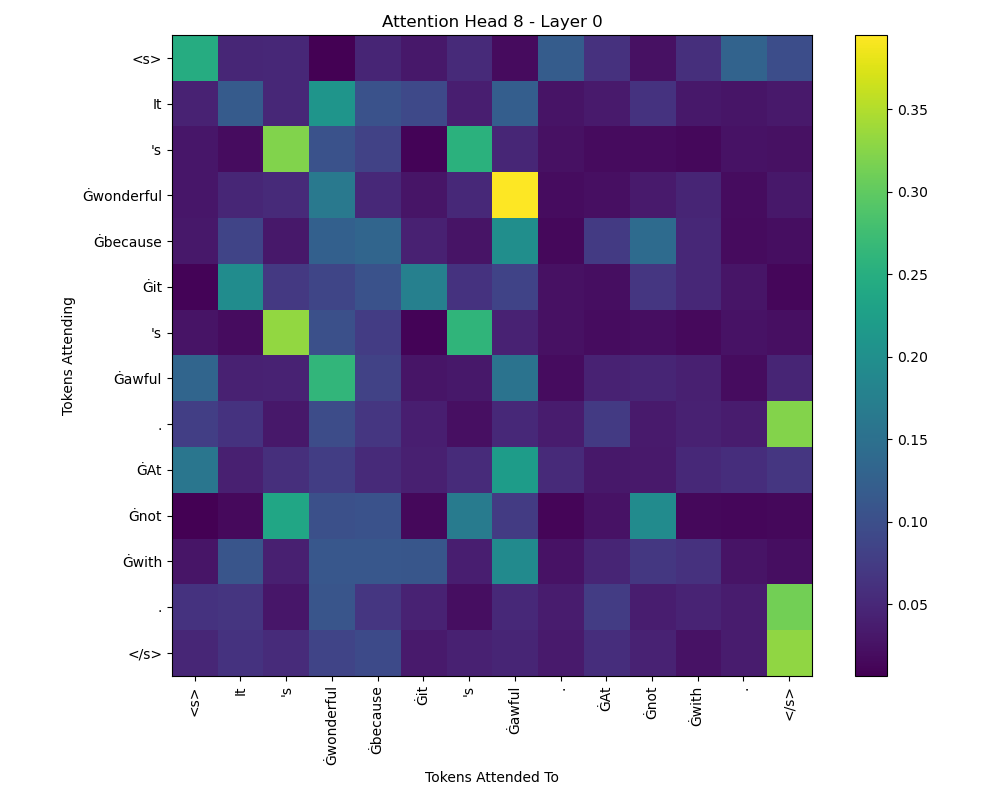 Attention Head 8 - Layer 0
Tokens Attending
<s>
It
's
Ġwonderful
Ġbecause
Ġit
's
Ġawful
.
ĠAt
Ġnot
Ġwith
.
</s>
<s>
It
's
Ġwonderful
Ġbecause
Ġit
's
Ġawful
.
ĠAt
Ġnot
Ġwith
.
</s>
Tokens Attended To
0.35
0.30
0.25
0.20
0.15
0.10
0.05